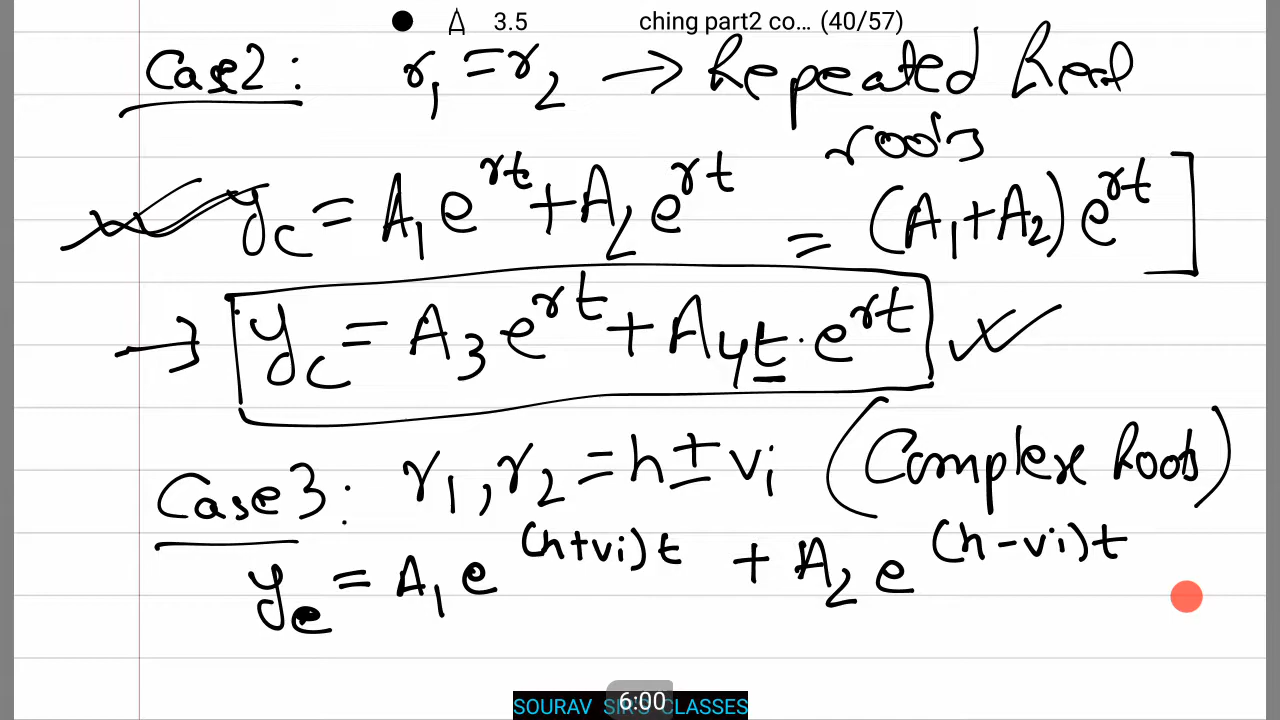 3.5 ching part2 co... (40/57)
Case2: r₁ = r₂ → Repeated Real
roots
y_c = A₁e^{rt} + A₂e^{rt} = (A₁+A₂)e^{rt}]
→ y_c = A₃e^{rt} + A₄t·e^{rt} ✓
Case3: r₁, r₂ = h ± vi (Complex Roots)
y_c = A₁e^{(h+vi)t} + A₂e^{(h-vi)t}
6:00
SOURAV SIR'S CLASSES